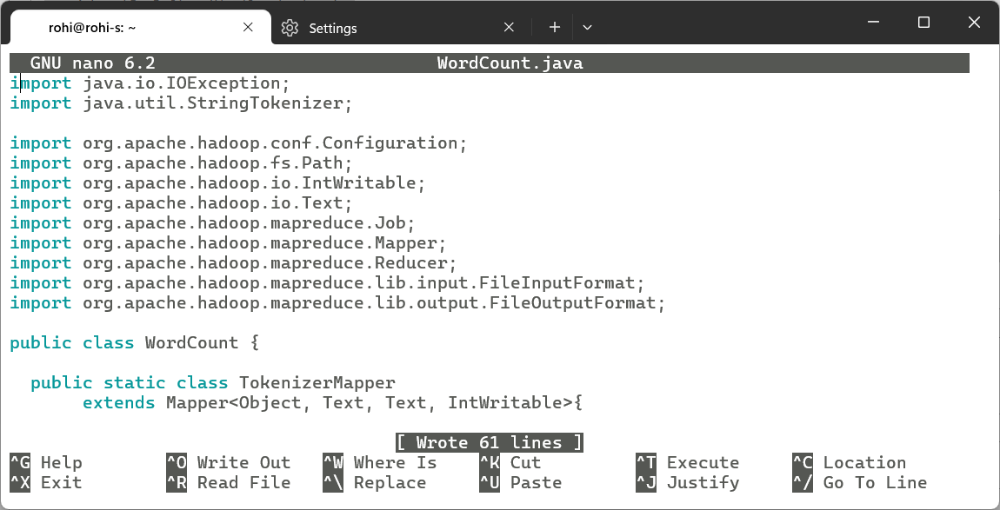 rohi@rohi-s: ~ Settings
GNU nano 6.2 WordCount.java
import java.io.IOException;
import java.util.StringTokenizer;
import org.apache.hadoop.conf.Configuration;
import org.apache.hadoop.fs.Path;
import org.apache.hadoop.io.IntWritable;
import org.apache.hadoop.io.Text;
import org.apache.hadoop.mapreduce.Job;
import org.apache.hadoop.mapreduce.Mapper;
import org.apache.hadoop.mapreduce.Reducer;
import org.apache.hadoop.mapreduce.lib.input.FileInputFormat;
import org.apache.hadoop.mapreduce.lib.output.FileOutputFormat;
public class WordCount {
public static class TokenizerMapper
extends Mapper<Object, Text, Text, IntWritable>{
[ Wrote 61 lines ]
^G Help ^O Write Out ^W Where Is ^K Cut ^T Execute ^C Location
^X Exit ^R Read File ^\ Replace ^U Paste ^J Justify ^/ Go To Line